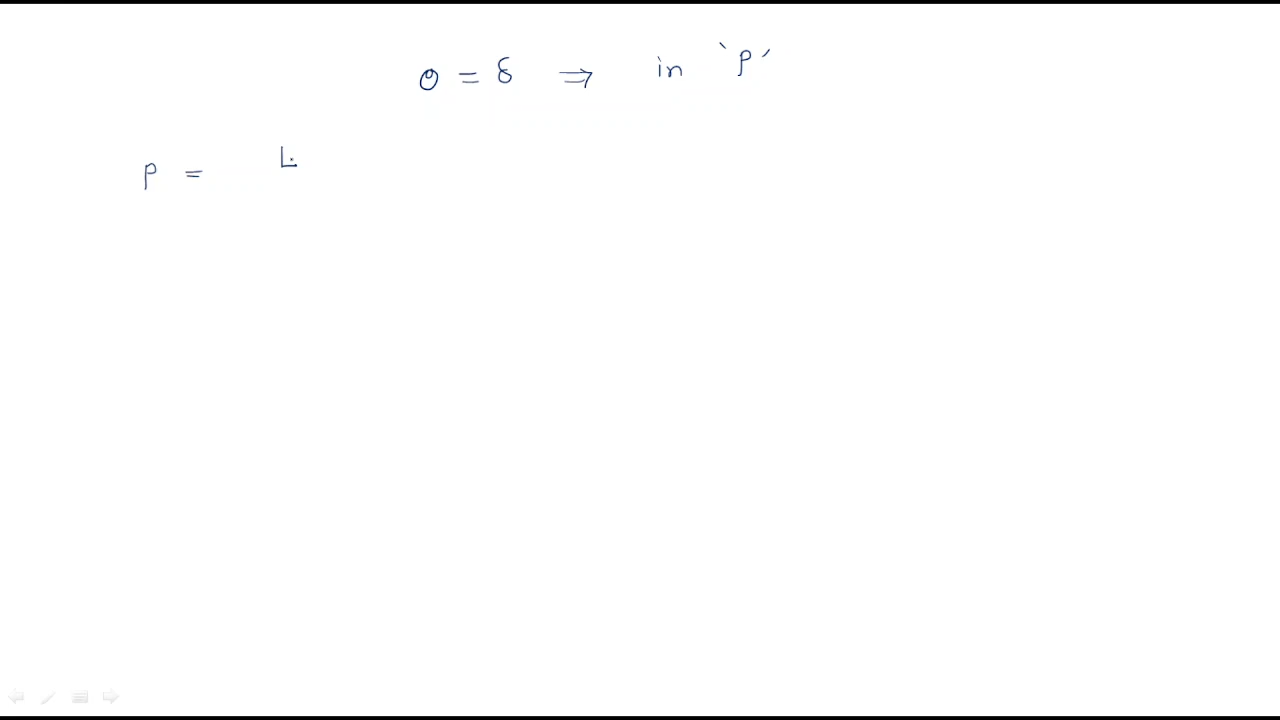 θ = δ ⇒ in 'P'
P = L